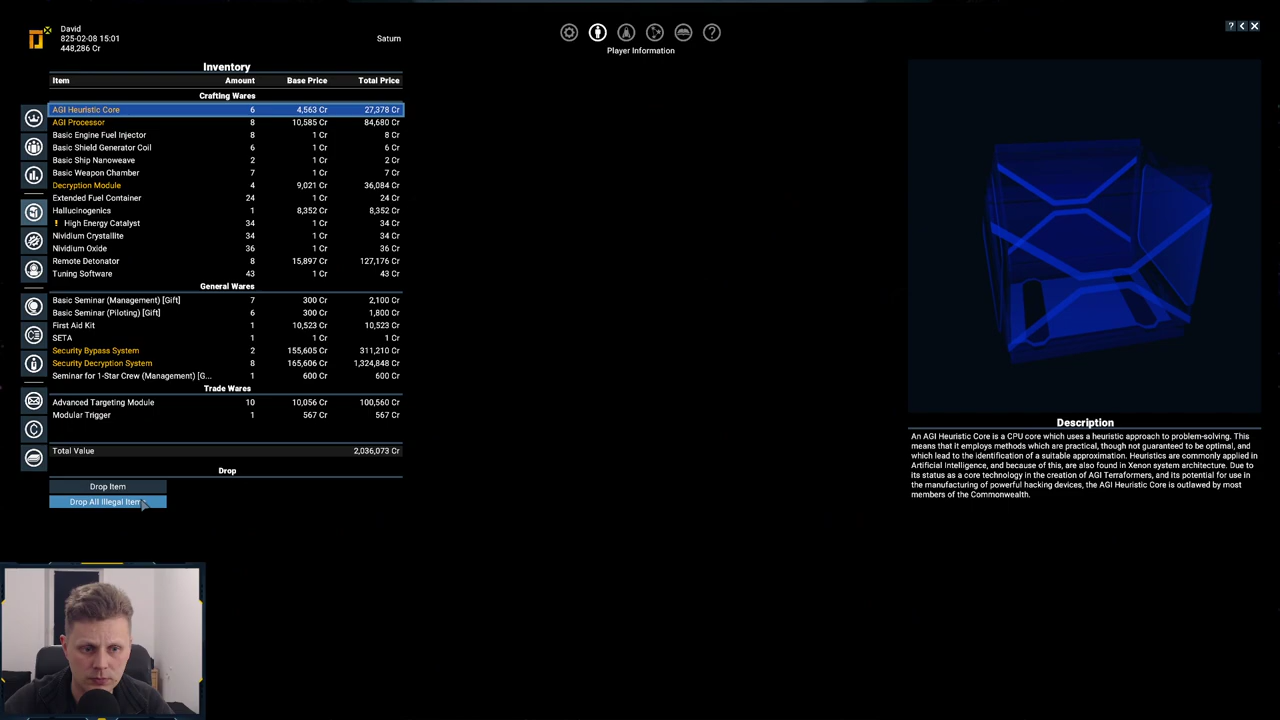 David
825-02-08 15:01
448,286 Cr
Saturn
Player Information
?
Inventory
Item Amount Base Price Total Price
Crafting Wares
AGI Heuristic Core 6 4,563 Cr 27,378 Cr
AGI Processor 8 10,585 Cr 84,680 Cr
Basic Engine Fuel Injector 8 1 Cr 8 Cr
Basic Shield Generator Coil 6 1 Cr 6 Cr
Basic Ship Nanoweave 2 1 Cr 2 Cr
Basic Weapon Chamber 7 1 Cr 7 Cr
Decryption Module 4 9,021 Cr 36,084 Cr
Extended Fuel Container 24 1 Cr 24 Cr
Hallucinogenics 1 8,352 Cr 8,352 Cr
! High Energy Catalyst 34 1 Cr 34 Cr
Nividium Crystallite 34 1 Cr 34 Cr
Nividium Oxide 36 1 Cr 36 Cr
Remote Detonator 8 15,897 Cr 127,176 Cr
Tuning Software 43 1 Cr 43 Cr
General Wares
Basic Seminar (Management) [Gift] 7 300 Cr 2,100 Cr
Basic Seminar (Piloting) [Gift] 6 300 Cr 1,800 Cr
First Aid Kit 1 10,523 Cr 10,523 Cr
SETA 1 1 Cr 1 Cr
Security Bypass System 2 155,605 Cr 311,210 Cr
Security Decryption System 8 165,606 Cr 1,324,848 Cr
Seminar for 1-Star Crew (Management) [G... 1 600 Cr 600 Cr
Trade Wares
Advanced Targeting Module 10 10,056 Cr 100,560 Cr
Modular Trigger 1 567 Cr 567 Cr
Total Value 2,036,073 Cr
Drop
Drop Item
Drop All Illegal Item
Description
An AGI Heuristic Core is a CPU core which uses a heuristic approach to problem-solving. This
means that it employs methods which are practical, though not guaranteed to be optimal, and
which lead to the identification of a suitable approximation. Heuristics are commonly applied in
Artificial Intelligence, and because of this, are also found in Xenon system architecture. Due to
its status as a core technology in the creation of AGI Terraformers, and its potential for use in
the manufacturing of powerful hacking devices, the AGI Heuristic Core is outlawed by most
members of the Commonwealth.